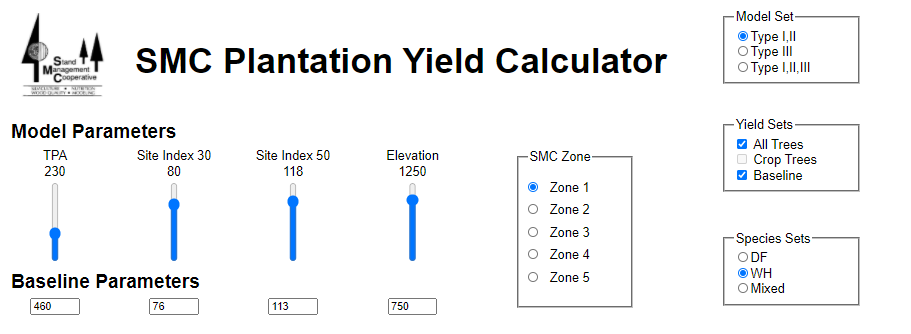 Stand
Management
Cooperative
SILVICULTURE • NUTRITION
WOOD QUALITY • MODELING
SMC Plantation Yield Calculator
Model Set
Type I,II
Type III
Type I,II,III
Model Parameters
TPA
230
Site Index 30
80
Site Index 50
118
Elevation
1250
SMC Zone
Zone 1
Zone 2
Zone 3
Zone 4
Zone 5
Yield Sets
All Trees
Crop Trees
Baseline
Baseline Parameters
460
76
113
750
Species Sets
DF
WH
Mixed